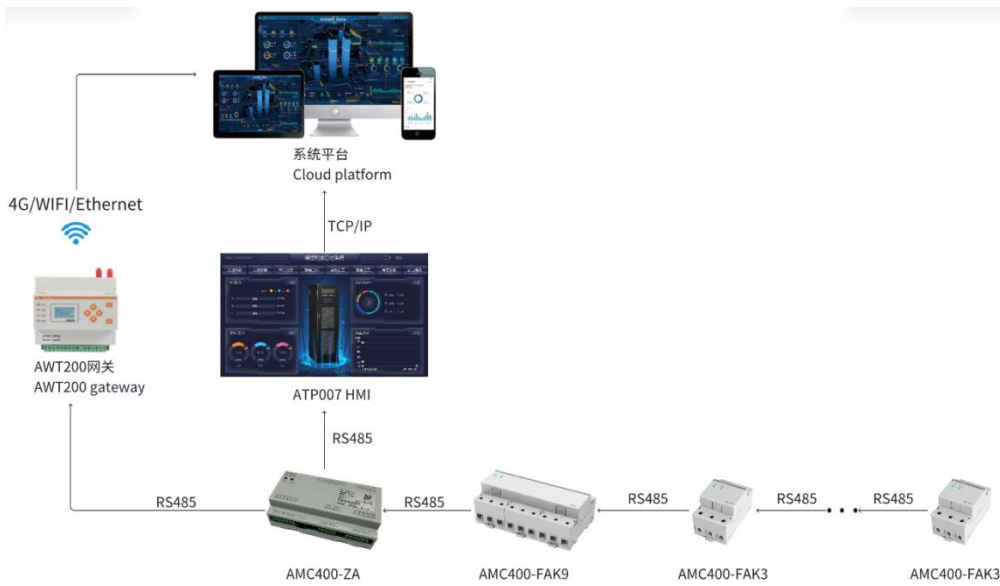 系统平台
Cloud platform
4G/WIFI/Ethernet
TCP/IP
AWT200网关
AWT200 gateway
ATP007 HMI
RS485
RS485
RS485
RS485
RS485
RS485
AMC400-ZA
AMC400-FAK9
AMC400-FAK3
AMC400-FAK3